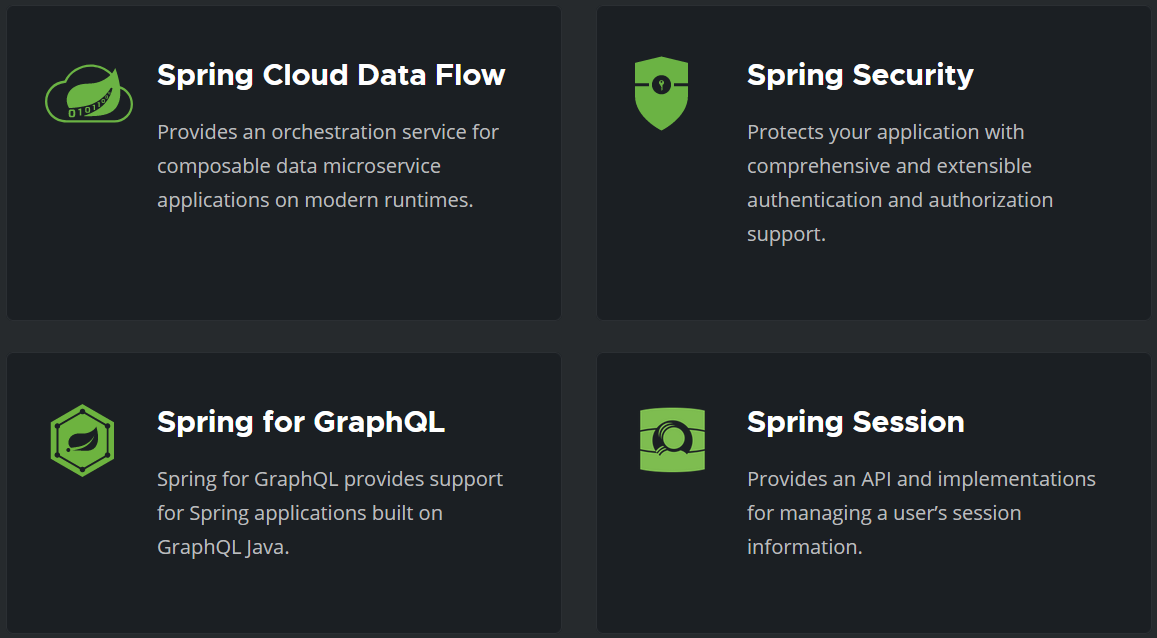 Spring Cloud Data Flow
Provides an orchestration service for
composable data microservice
applications on modern runtimes.
Spring Security
Protects your application with
comprehensive and extensible
authentication and authorization
support.
Spring for GraphQL
Spring for GraphQL provides support
for Spring applications built on
GraphQL Java.
Spring Session
Provides an API and implementations
for managing a user’s session
information.